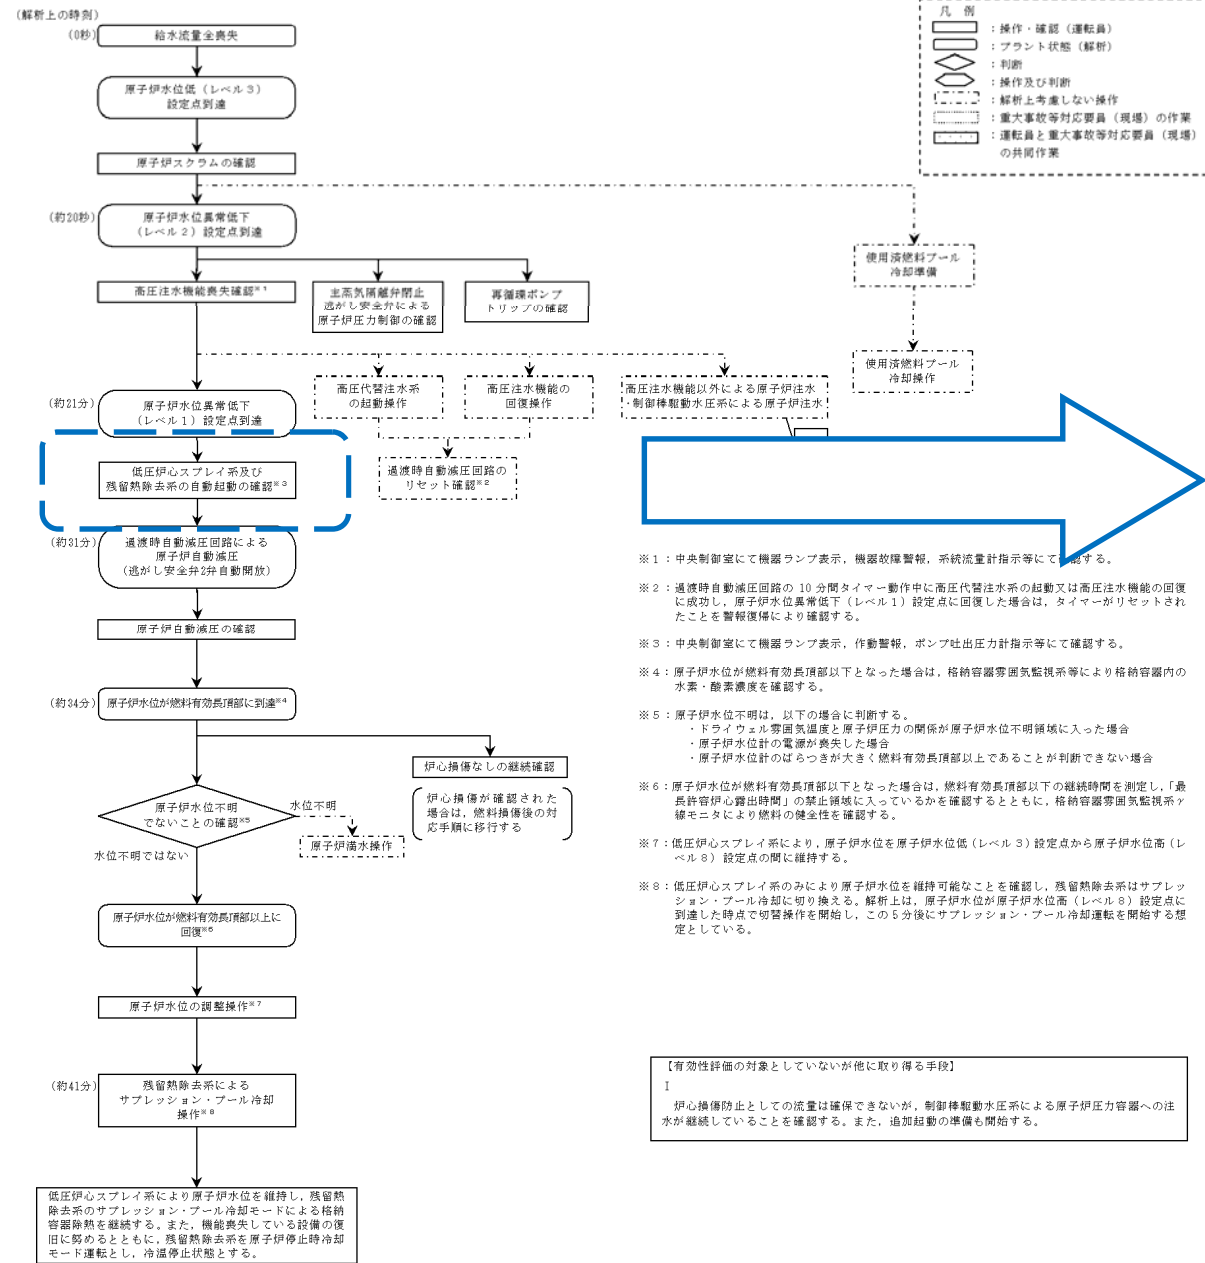 (解析上の時刻)
(0秒)
給水流量全喪失
原子炉水位低（レベル３）
設定点到達
原子炉スクラムの確認
(約20秒)
原子炉水位異常低下
（レベル２）設定点到達
高圧注水機能喪失確認※１
主蒸気隔離弁閉止
逃がし安全弁による
原子炉圧力制御の確認
再循環ポンプ
トリップの確認
使用済燃料プール
冷却準備
使用済燃料プール
冷却操作
高圧代替注水系
の起動操作
高圧注水機能の
回復操作
高圧注水機能以外による原子炉注水
・制御棒駆動水圧系による原子炉注水
過渡時自動減圧回路の
リセット確認※２
(約21分)
原子炉水位異常低下
（レベル１）設定点到達
低圧炉心スプレイ系及び
残留熱除去系の自動起動の確認※３
(約31分)
過渡時自動減圧回路による
原子炉自動減圧
(逃がし安全弁2弁自動開放)
原子炉自動減圧の確認
(約34分)
原子炉水位が燃料有効長頂部に到達※４
炉心損傷なしの継続確認
炉心損傷が確認された
場合は，燃料損傷後の対
応手順に移行する
原子炉水位不明
でないことの確認※５
水位不明
原子炉満水操作
水位不明ではない
原子炉水位が燃料有効長頂部以上に
回復※６
原子炉水位の調整操作※７
(約41分)
残留熱除去系による
サプレッション・プール冷却
操作※８
低圧炉心スプレイ系により原子炉水位を維持し，残留熱
除去系のサプレッション・プール冷却モードによる格納
容器除熱を継続する。また，機能喪失している設備の復
旧に努めるとともに，残留熱除去系を原子炉停止時冷却
モード運転とし，冷温停止状態とする。
凡 例
：操作・確認（運転員）
：プラント状態（解析）
：判断
：操作及び判断
：解析上考慮しない操作
：重大事故等対応要員（現場）の作業
：運転員と重大事故等対応要員（現場）
の共同作業
※１：中央制御室にて機器ランプ表示，機器故障警報，系統流量計指示等にて確認する。
※２：過渡時自動減圧回路の 10 分間タイマー動作中に高圧代替注水系の起動又は高圧注水機能の回復
に成功し，原子炉水位異常低下（レベル１）設定点に回復した場合は，タイマーがリセットされ
たことを警報復帰により確認する。
※３：中央制御室にて機器ランプ表示，作動警報，ポンプ吐出圧力計指示等にて確認する。
※４：原子炉水位が燃料有効長頂部以下となった場合は，格納容器雰囲気監視系等により格納容器内の
水素・酸素濃度を確認する。
※５：原子炉水位不明は，以下の場合に判断する。
・ドライウェル雰囲気温度と原子炉圧力の関係が原子炉水位不明領域に入った場合
・原子炉水位計の電源が喪失した場合
・原子炉水位計のばらつきが大きく燃料有効長頂部以上であることが判断できない場合
※６：原子炉水位が燃料有効長頂部以下となった場合は，燃料有効長頂部以下の継続時間を測定し，「最
長許容炉心露出時間」の禁止領域に入っているかを確認するとともに，格納容器雰囲気監視系γ
線モニタにより燃料の健全性を確認する。
※７：低圧炉心スプレイ系により，原子炉水位を原子炉水位低（レベル３）設定点から原子炉水位高（レ
ベル８）設定点の間に維持する。
※８：低圧炉心スプレイ系のみにより原子炉水位を維持可能なことを確認し，残留熱除去系はサプレッ
ション・プール冷却に切り換える。解析上は，原子炉水位が原子炉水位高（レベル８）設定点に
到達した時点で切替操作を開始し，この５分後にサプレッション・プール冷却運転を開始する想
定としている。
【有効性評価の対象としていないが他に取り得る手段】
Ⅰ
炉心損傷防止としての流量は確保できないが，制御棒駆動水圧系による原子炉圧力容器への注
水が継続していることを確認する。また，追加起動の準備も開始する。